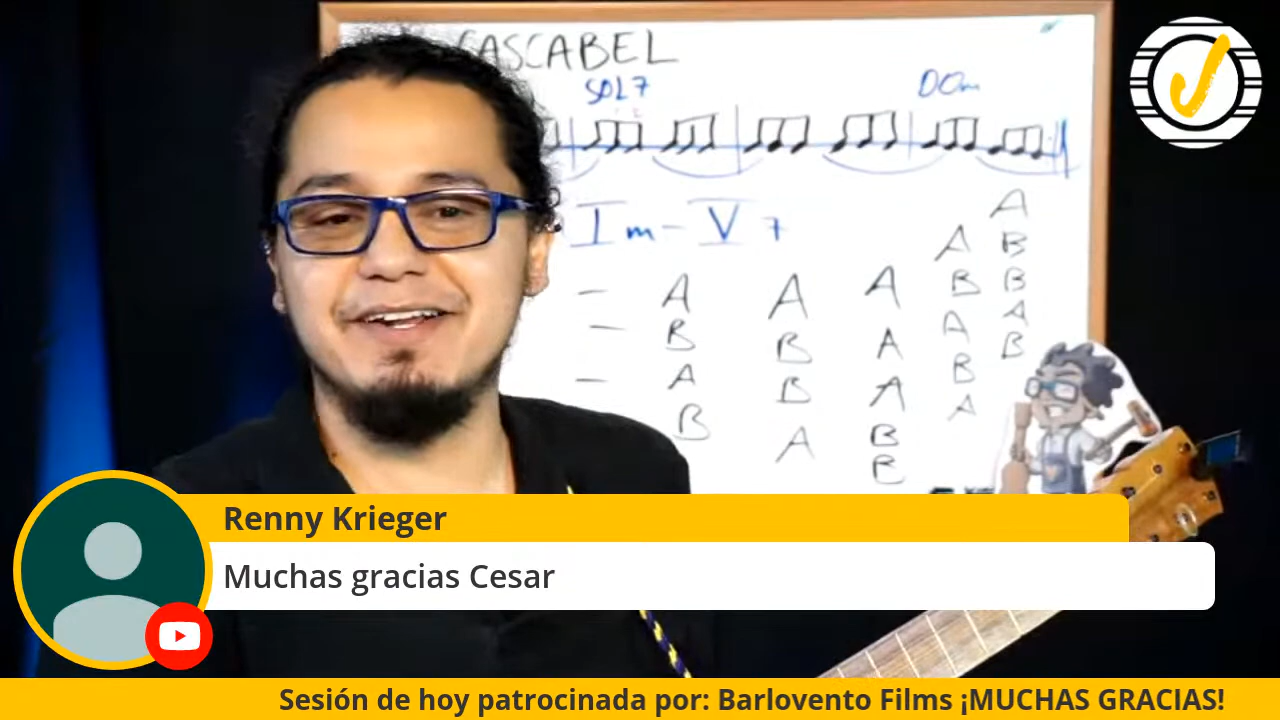 CASCABEL
SOL7 DOm
Im - V7
- A A A A A
- B B A B B
- A B A A B
B A B B A
B A B
Renny Krieger
Muchas gracias Cesar
Sesión de hoy patrocinada por: Barlovento Films ¡MUCHAS GRACIAS!